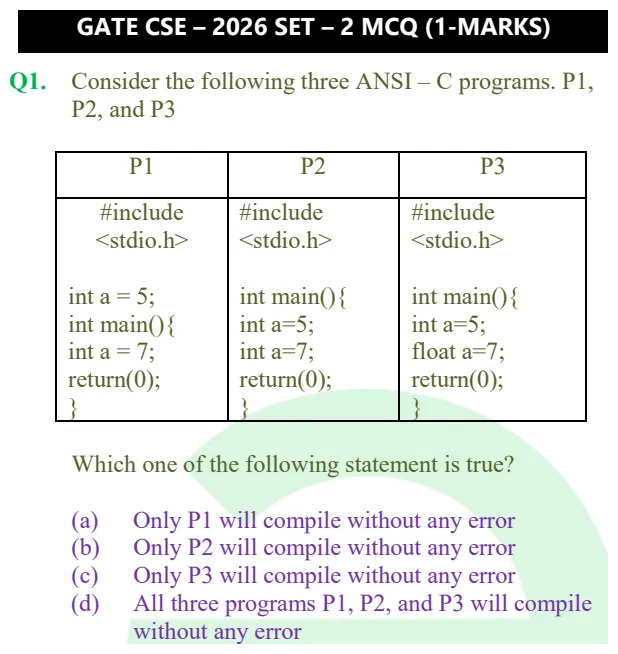 GATE CSE – 2026 SET – 2 MCQ (1-MARKS)
Q1. Consider the following three ANSI – C programs. P1,
P2, and P3
P1 P2 P3
#include #include #include
<stdio.h> <stdio.h> <stdio.h>
int a = 5; int main(){ int main(){
int main(){ int a=5; int a=5;
int a = 7; int a=7; float a=7;
return(0); return(0); return(0);
} } }
Which one of the following statement is true?
(a) Only P1 will compile without any error
(b) Only P2 will compile without any error
(c) Only P3 will compile without any error
(d) All three programs P1, P2, and P3 will compile
without any error